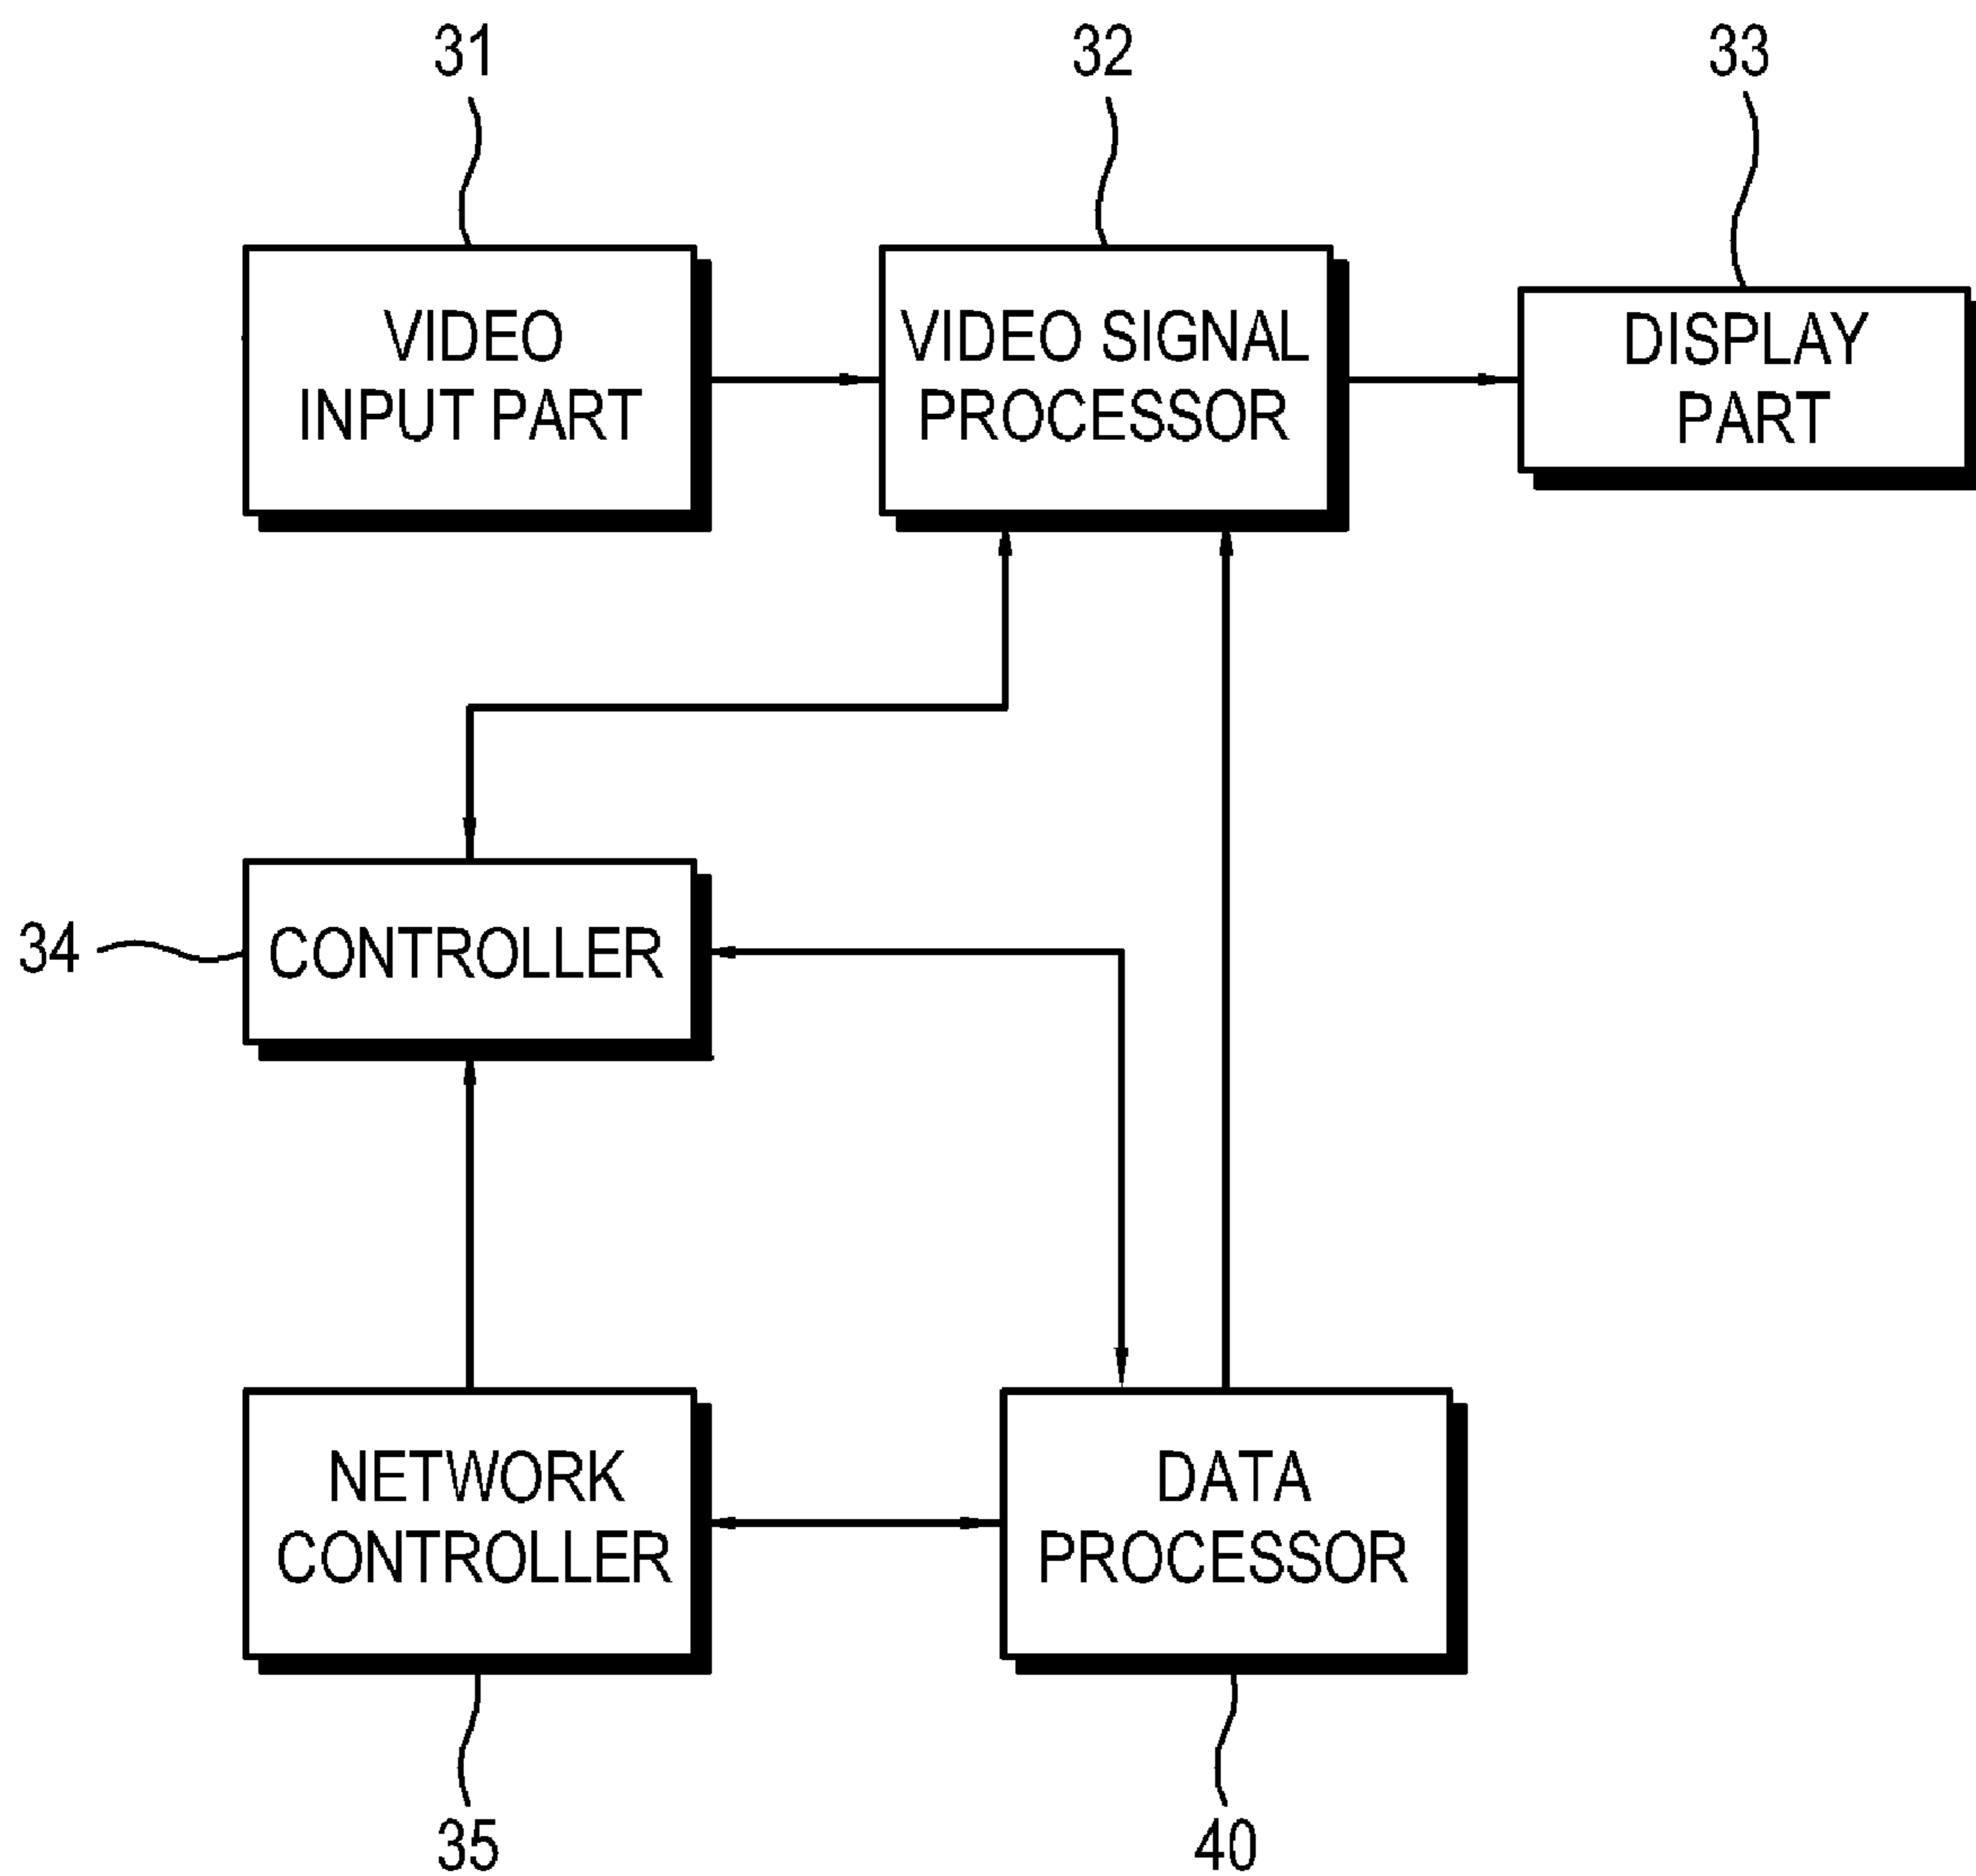 31
32
33
VIDEO
INPUT PART
VIDEO SIGNAL
PROCESSOR
DISPLAY
PART
34
CONTROLLER
NETWORK
CONTROLLER
DATA
PROCESSOR
35
40